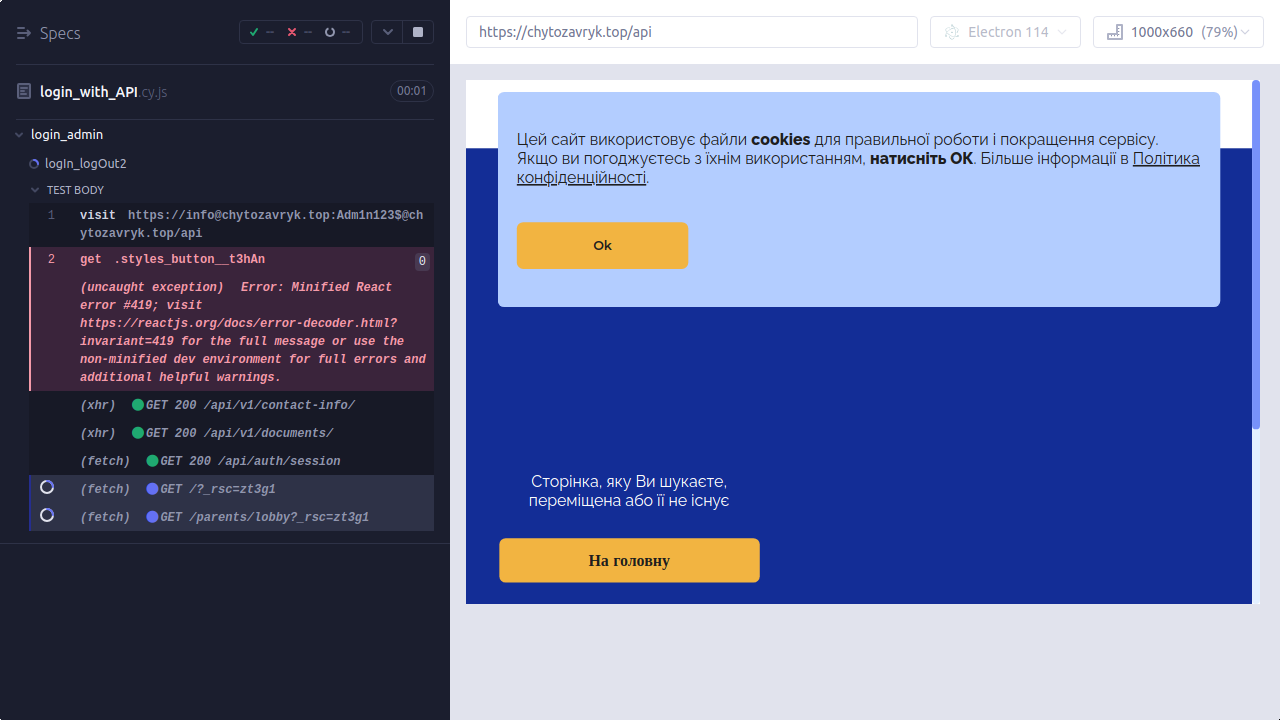 Specs
login_with_API.cy.js
00:01
login_admin
logIn_logOut2
TEST BODY
1 visit https://info@chytozavryk.top:Adm1n123$@ch
ytozavryk.top/api
2 get .styles_button__t3hAn 0
(uncaught exception) Error: Minified React
error #419; visit
https://reactjs.org/docs/error-decoder.html?
invariant=419 for the full message or use the
non-minified dev environment for full errors and
additional helpful warnings.
(xhr) GET 200 /api/v1/contact-info/
(xhr) GET 200 /api/v1/documents/
(fetch) GET 200 /api/auth/session
(fetch) GET /?_rsc=zt3g1
(fetch) GET /parents/lobby?_rsc=zt3g1
https://chytozavryk.top/api
Electron 114
1000x660 (79%)
Цей сайт використовує файли cookies для правильної роботи і покращення сервісу.
Якщо ви погоджуєтесь з їхнім використанням, натисніть ОК. Більше інформації в Політика
конфіденційності.
Ok
Сторінка, яку Ви шукаєте,
переміщена або її не існує
На головну